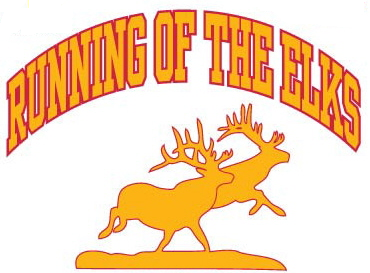 RUNNING OF THE ELKS